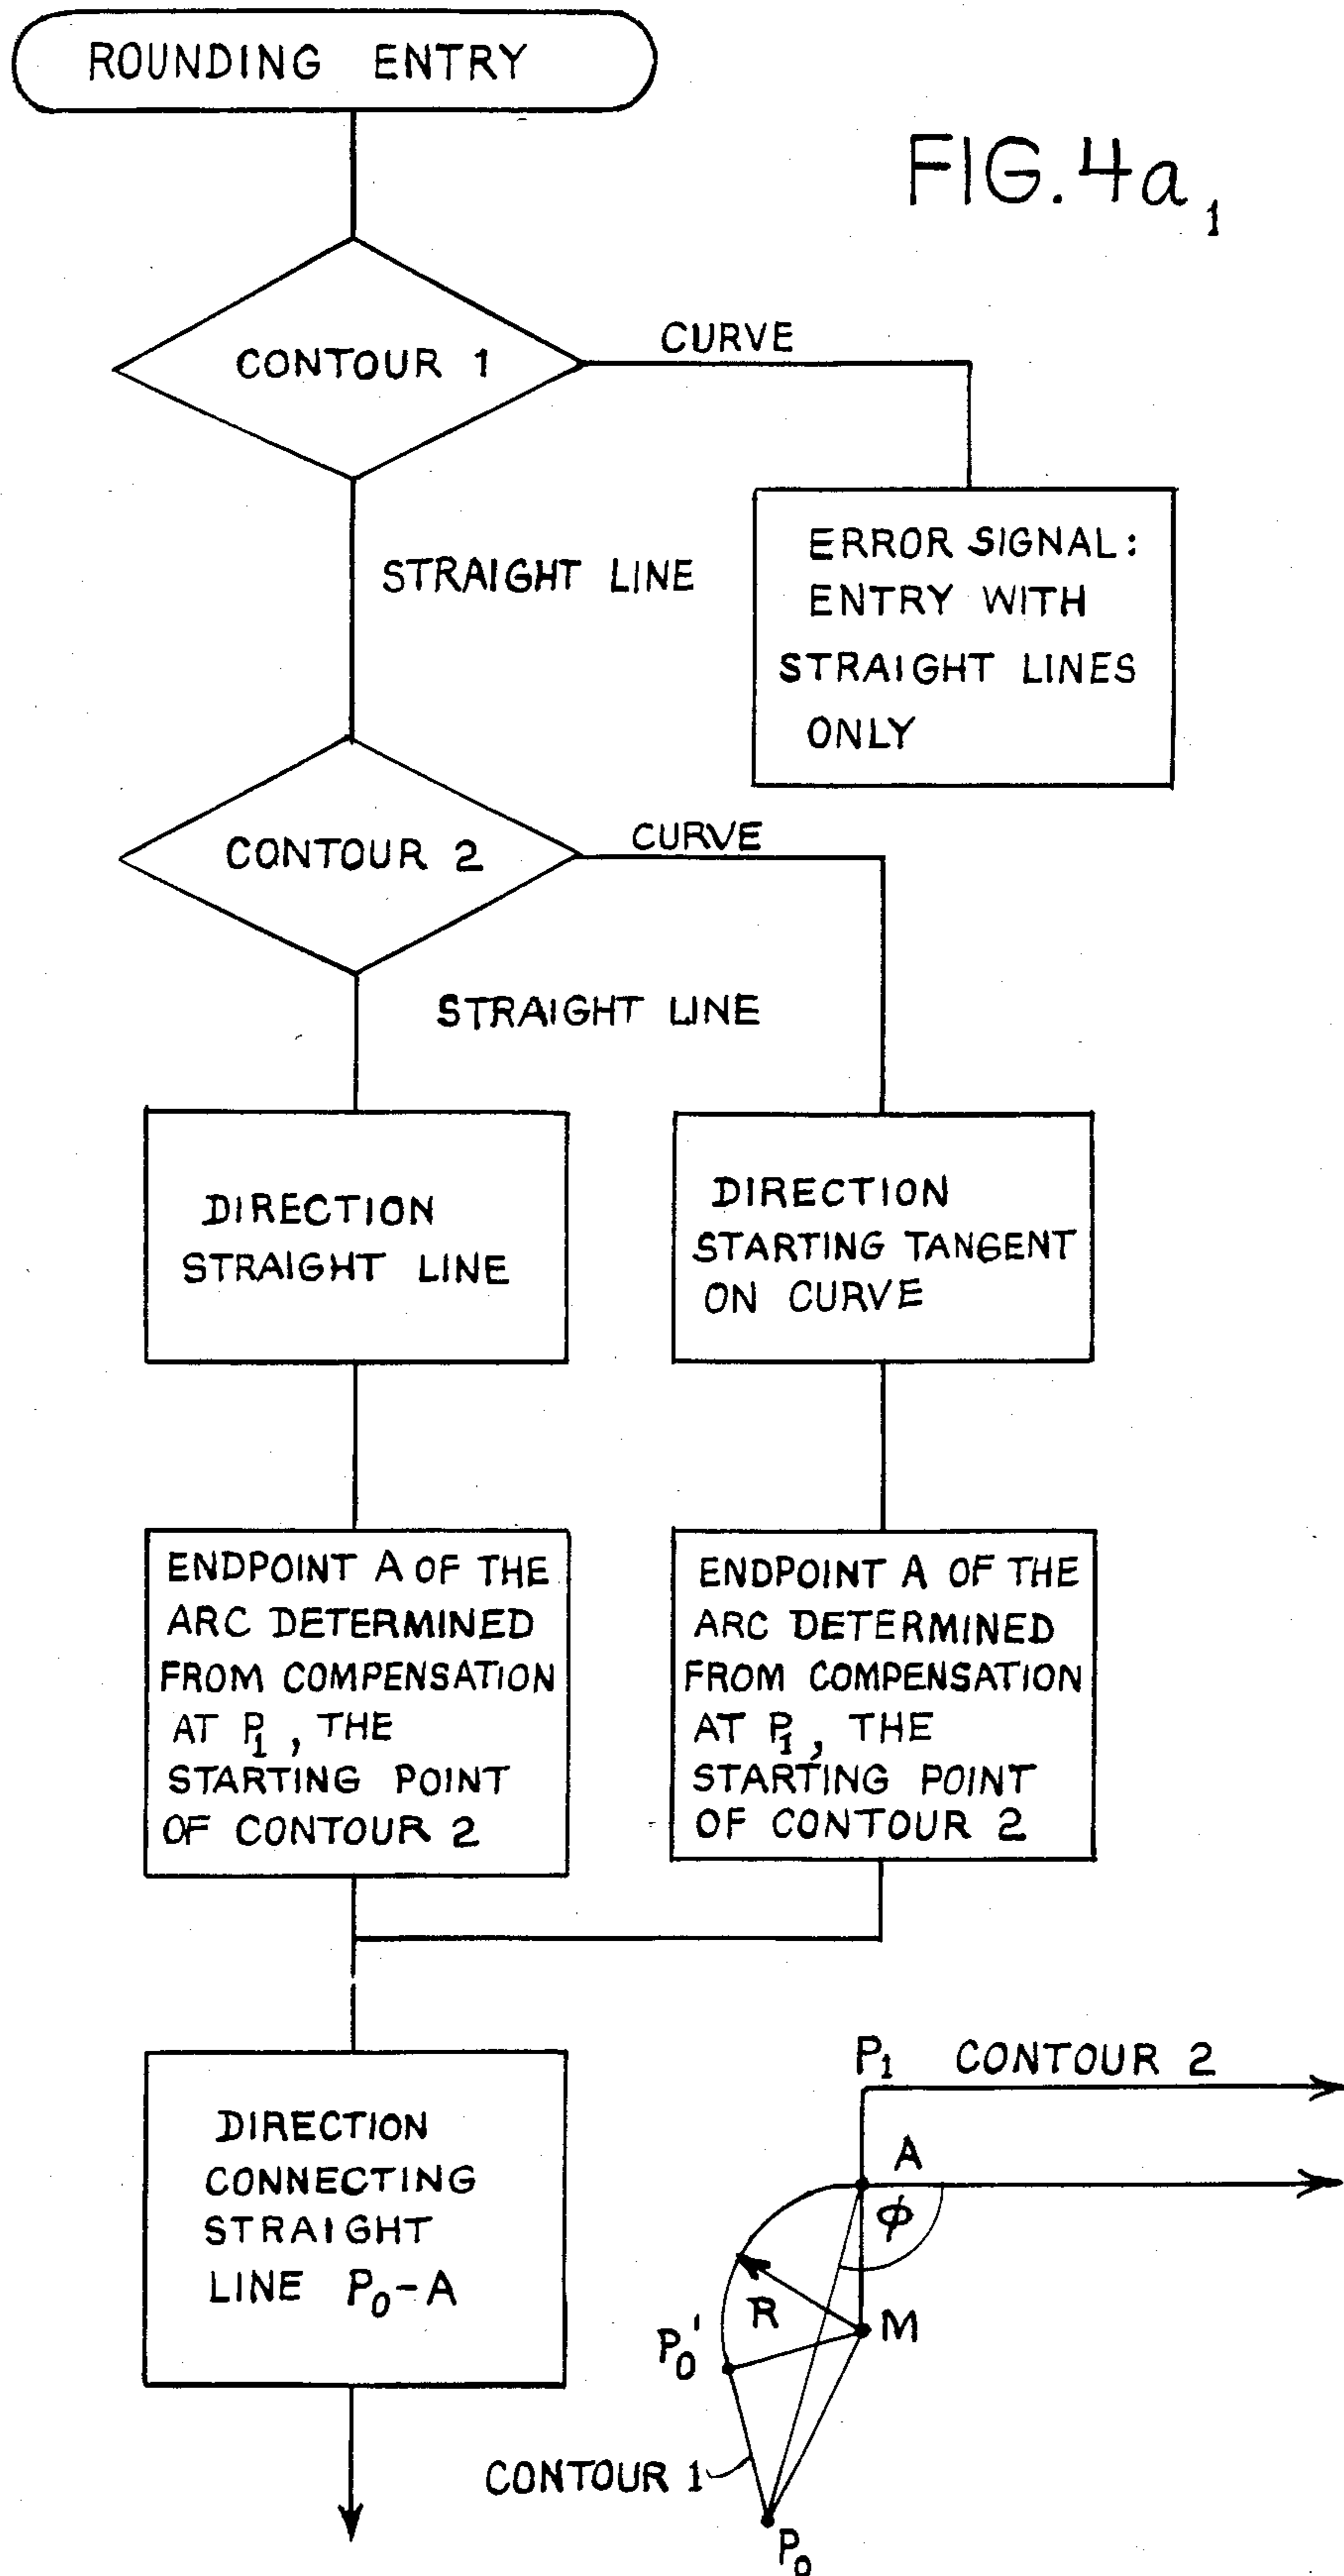 ROUNDING ENTRY
FIG. 4a₁
CONTOUR 1
CURVE
STRAIGHT LINE
ERROR SIGNAL:
ENTRY WITH
STRAIGHT LINES
ONLY
CONTOUR 2
CURVE
STRAIGHT LINE
DIRECTION
STRAIGHT LINE
DIRECTION
STARTING TANGENT
ON CURVE
ENDPOINT A OF THE
ARC DETERMINED
FROM COMPENSATION
AT P₁, THE
STARTING POINT
OF CONTOUR 2
ENDPOINT A OF THE
ARC DETERMINED
FROM COMPENSATION
AT P₁, THE
STARTING POINT
OF CONTOUR 2
DIRECTION
CONNECTING
STRAIGHT
LINE P₀-A
P₁ CONTOUR 2
A
ϕ
R
M
P₀'
CONTOUR 1
P₀